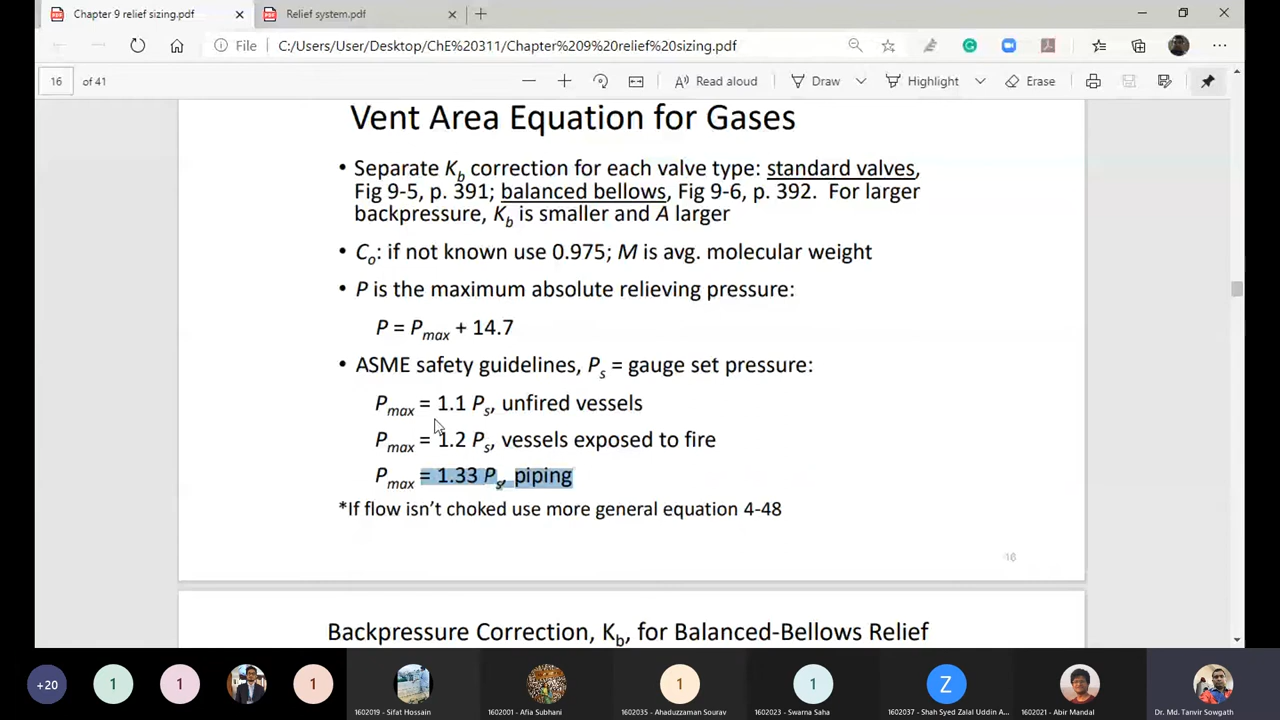 Chapter 9 relief sizing.pdf
Relief system.pdf
File
C:/Users/User/Desktop/ChE%20311/Chapter%209%20relief%20sizing.pdf
16 of 41
Read aloud
Draw
Highlight
Erase
Vent Area Equation for Gases
• Separate Kb correction for each valve type: standard valves,
Fig 9-5, p. 391; balanced bellows, Fig 9-6, p. 392. For larger
backpressure, Kb is smaller and A larger
• Co: if not known use 0.975; M is avg. molecular weight
• P is the maximum absolute relieving pressure:
P = Pmax + 14.7
• ASME safety guidelines, Ps = gauge set pressure:
Pmax = 1.1 Ps, unfired vessels
Pmax = 1.2 Ps, vessels exposed to fire
Pmax = 1.33 Ps, piping
*If flow isn't choked use more general equation 4-48
16
Backpressure Correction, Kb, for Balanced-Bellows Relief
+20
1
1
1
1
1
Z
1602019 - Sifat Hossain
1602001 - Afia Subhani
1602035 - Ahaduzzaman Sourav
1602023 - Swarna Saha
1602037 - Shah Syed Zalal Uddin A...
1602021 - Abir Mandal
Dr. Md. Tanvir Sowgath